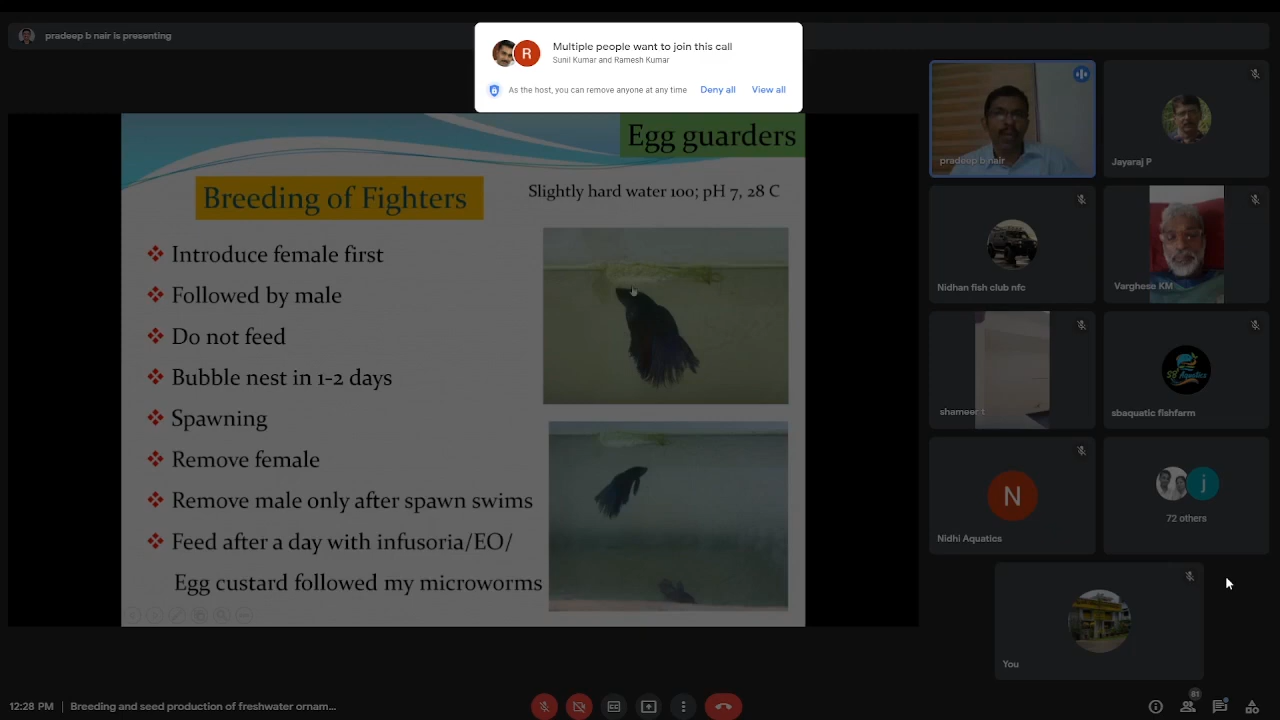 pradeep b nair is presenting
Multiple people want to join this call
R
Sunil Kumar and Ramesh Kumar
As the host, you can remove anyone at any time
Deny all
View all
Egg guarders
Breeding of Fighters
Slightly hard water 100; pH 7, 28 C
Introduce female first
Followed by male
Do not feed
Bubble nest in 1-2 days
Spawning
Remove female
Remove male only after spawn swims
Feed after a day with infusoria/EO/
Egg custard followed my microworms
pradeep b nair
Jayaraj P
Nidhan fish club nfc
Varghese KM
shameer t
SB Aquatics
sbaquatic fishfarm
N
Nidhi Aquatics
j
72 others
You
12:28 PM | Breeding and seed production of freshwater ornam...
81